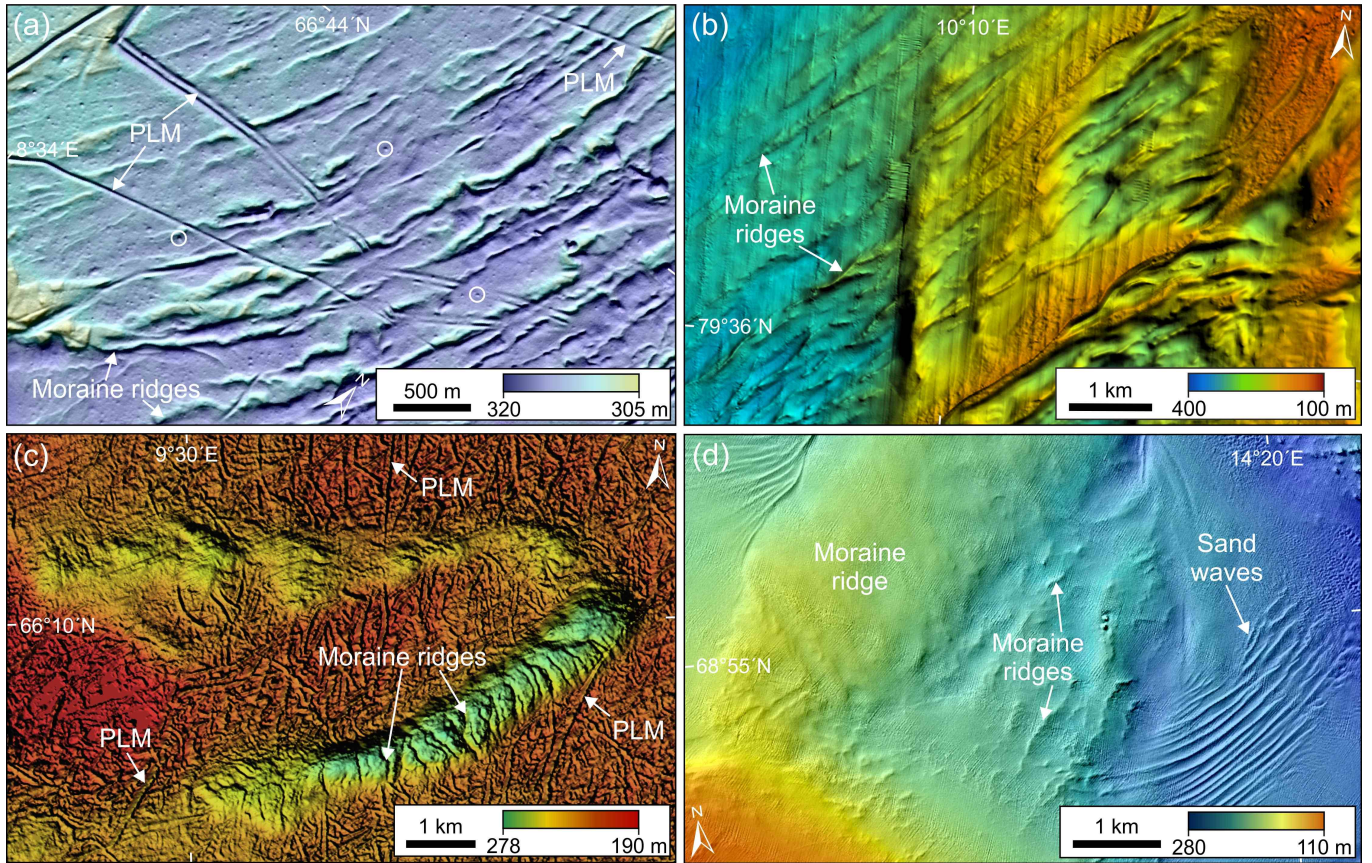 (a)
66°44´N
PLM
PLM
8°34´E
Moraine ridges
N
500 m
320
305 m
(b)
10°10´E
N
Moraine
ridges
79°36´N
1 km
400
100 m
(c)
9°30´E
N
PLM
66°10´N
Moraine ridges
PLM
PLM
1 km
278
190 m
(d)
14°20´E
Moraine
ridge
Sand
waves
Moraine
ridges
68°55´N
N
1 km
280
110 m